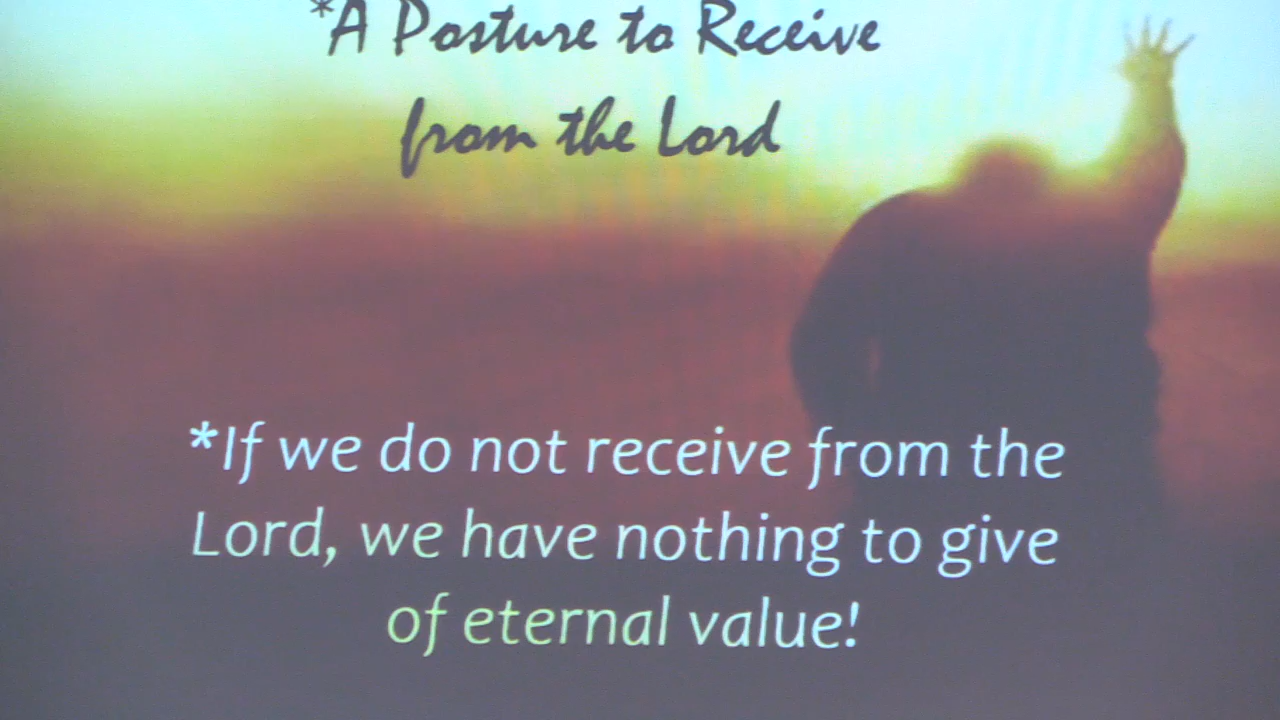 *A Posture to Receive
from the Lord
*If we do not receive from the
Lord, we have nothing to give
of eternal value!